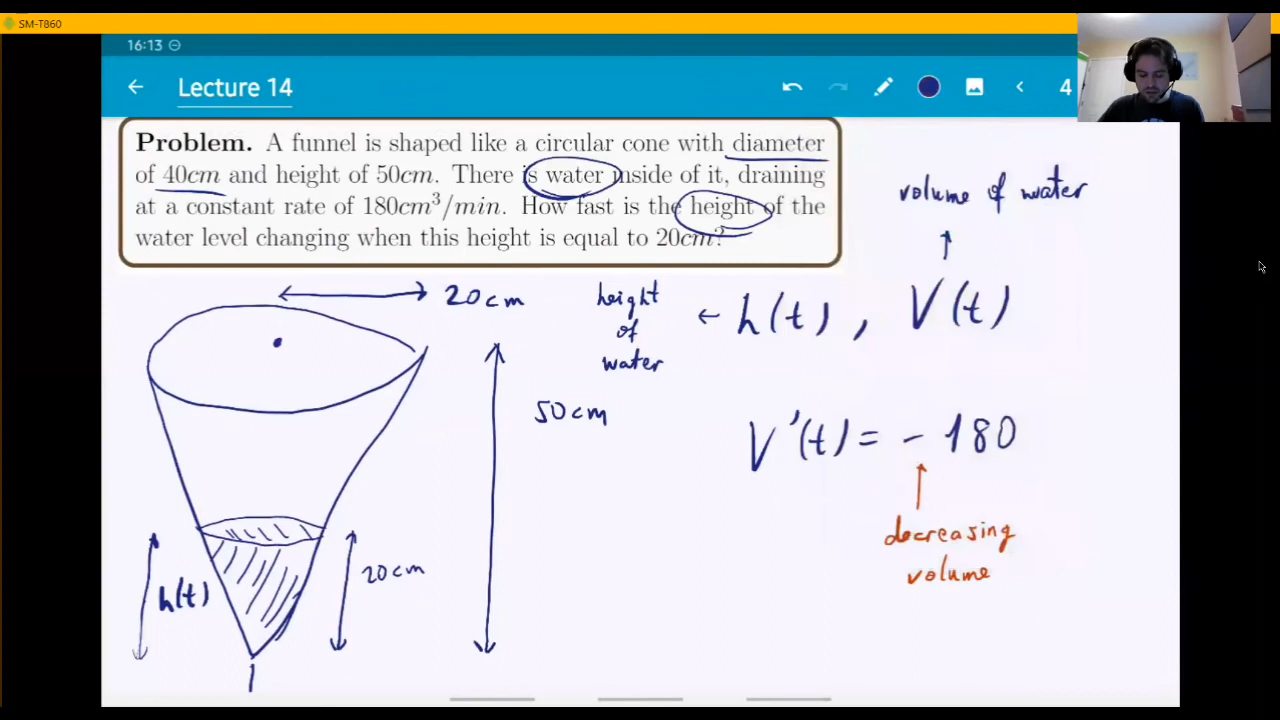 SM-T860
16:13
Lecture 14
4
Problem. A funnel is shaped like a circular cone with diameter
of 40cm and height of 50cm. There is water inside of it, draining
at a constant rate of 180cm³/min. How fast is the height of the
water level changing when this height is equal to 20cm?
volume of water
↑
20cm
height
of
water
← h(t), V(t)
50cm
V'(t) = - 180
↑
decreasing
volume
h(t)
20cm